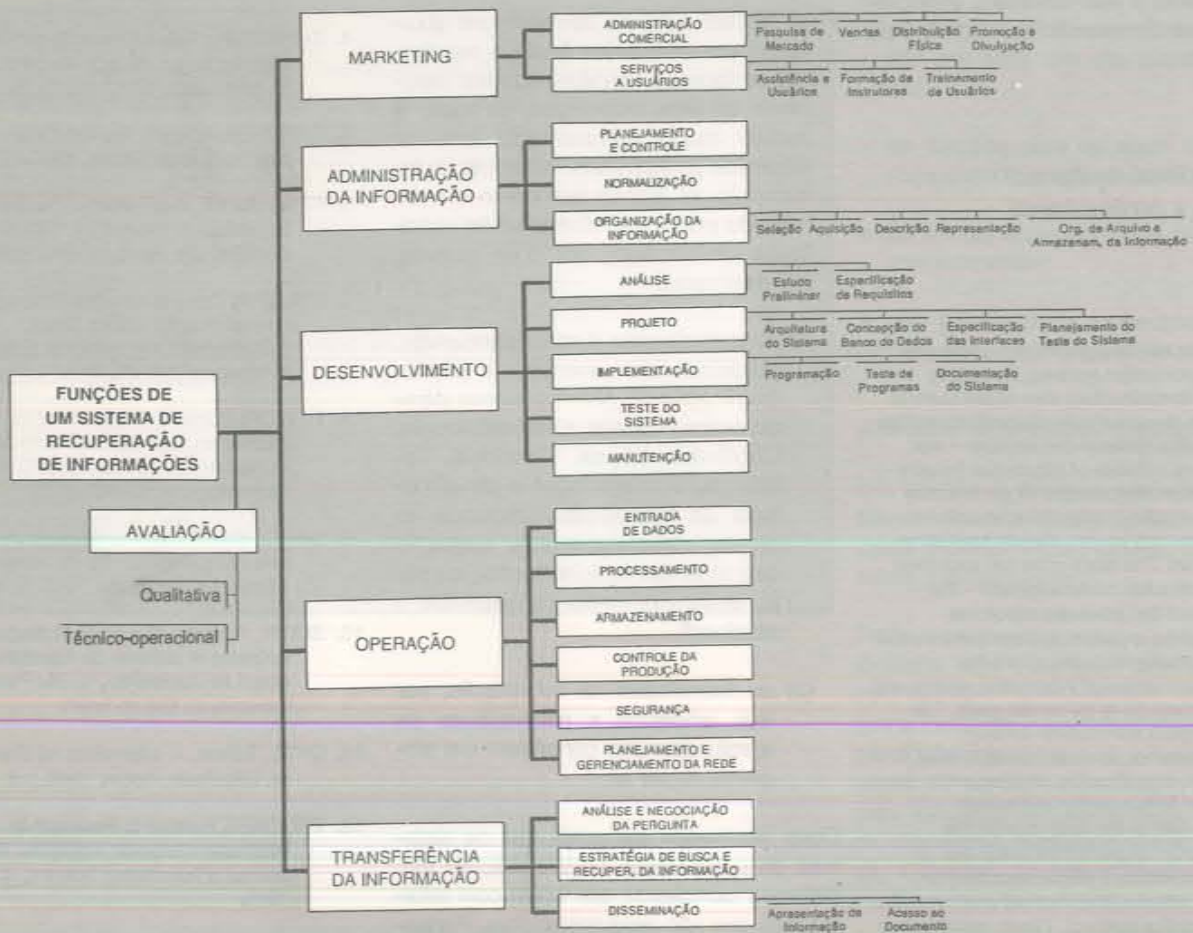 FUNÇÕES DE
UM SISTEMA DE
RECUPERAÇÃO
DE INFORMAÇÕES
AVALIAÇÃO
Qualitativa
Técnico-operacional
MARKETING
ADMINISTRAÇÃO
COMERCIAL
Pesquisa de
Mercado
Vendas
Distribuição
Física
Promoção e
Divulgação
SERVIÇOS
A USUÁRIOS
Assistência a
Usuários
Formação de
Instrutores
Treinamento
de Usuários
ADMINISTRAÇÃO
DA INFORMAÇÃO
PLANEJAMENTO
E CONTROLE
NORMALIZAÇÃO
ORGANIZAÇÃO DA
INFORMAÇÃO
Seleção
Aquisição
Descrição
Representação
Org. de Arquivo e
Armazenam. da Informação
DESENVOLVIMENTO
ANÁLISE
Estudo
Preliminar
Especificação
de Requisitos
PROJETO
Arquitetura
do Sistema
Concepção do
Banco de Dados
Especificação
das Interfaces
Planejamento do
Teste do Sistema
IMPLEMENTAÇÃO
Programação
Teste de
Programas
Documentação
do Sistema
TESTE DO
SISTEMA
MANUTENÇÃO
OPERAÇÃO
ENTRADA
DE DADOS
PROCESSAMENTO
ARMAZENAMENTO
CONTROLE DA
PRODUÇÃO
SEGURANÇA
PLANEJAMENTO E
GERENCIAMENTO DA REDE
TRANSFERÊNCIA
DA INFORMAÇÃO
ANÁLISE E NEGOCIAÇÃO
DA PERGUNTA
ESTRATÉGIA DE BUSCA E
RECUPER. DA INFORMAÇÃO
DISSEMINAÇÃO
Apresentação da
Informação
Acesso ao
Documento